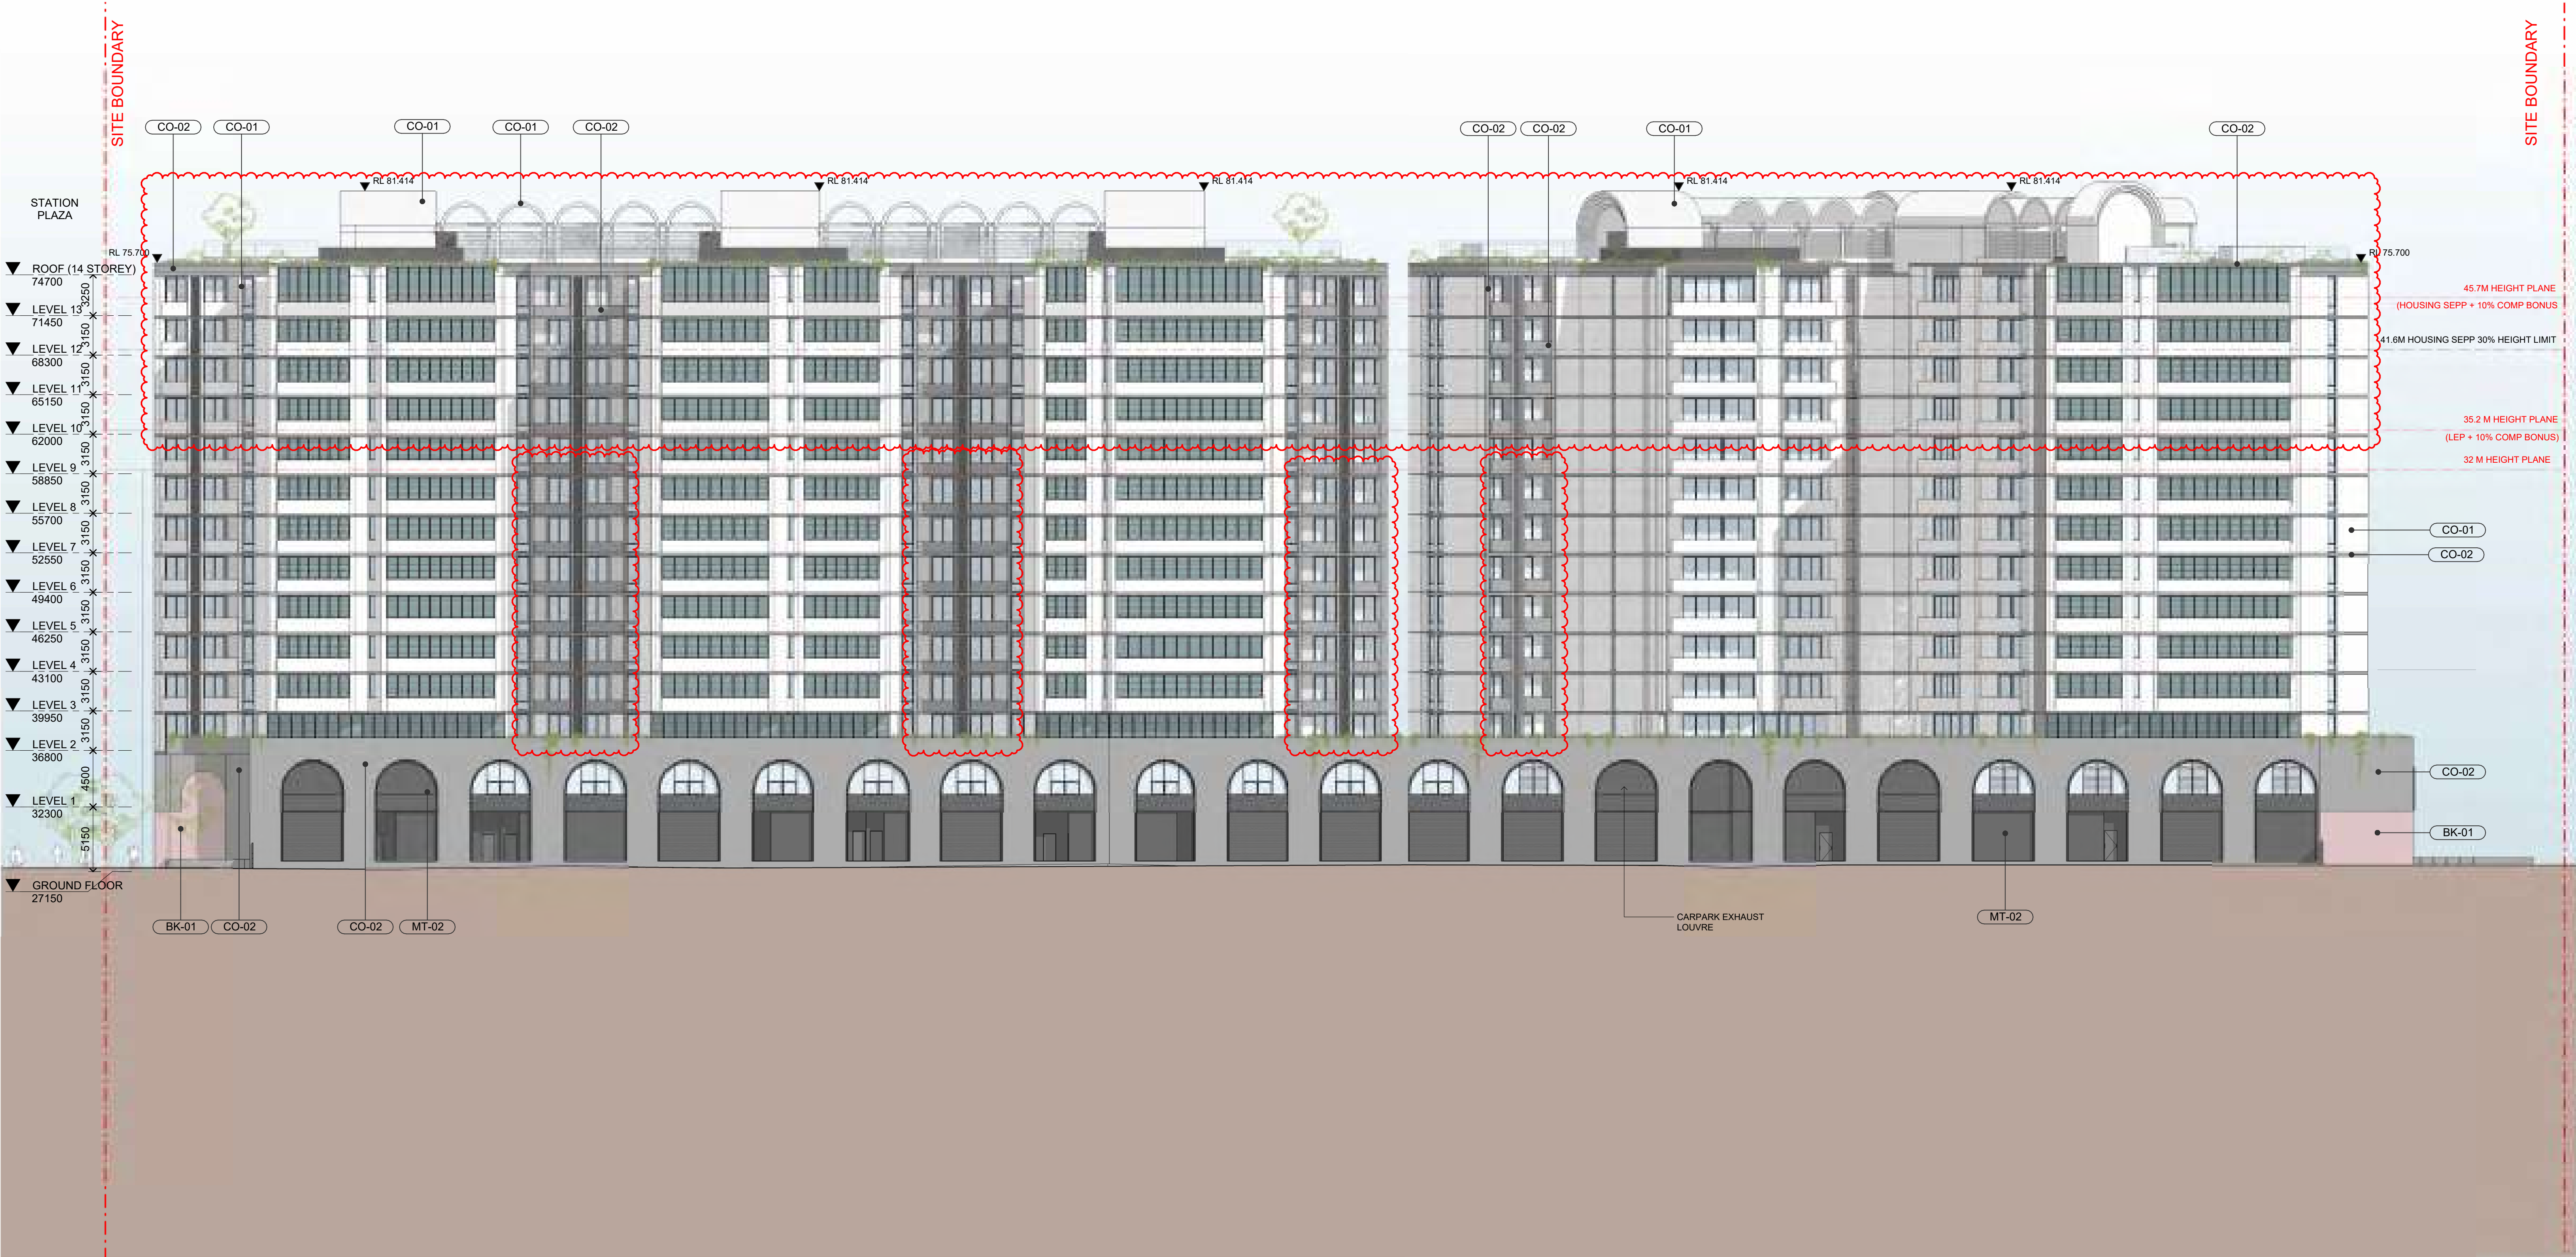 SITE BOUNDARY
SITE BOUNDARY
CO-02
CO-01
CO-01
CO-01
CO-02
CO-02
CO-02
CO-01
CO-02
RL 81.414
RL 81.414
RL 81.414
RL 81.414
RL 81.414
STATION
PLAZA
RL 75.700
RL 75.700
ROOF (14 STOREY)
74700
3250
LEVEL 13
71450
3150
LEVEL 12
68300
3150
LEVEL 11
65150
3150
LEVEL 10
62000
3150
LEVEL 9
58850
3150
LEVEL 8
55700
3150
LEVEL 7
52550
3150
LEVEL 6
49400
3150
LEVEL 5
46250
3150
LEVEL 4
43100
3150
LEVEL 3
39950
3150
LEVEL 2
36800
4500
LEVEL 1
32300
5150
GROUND FLOOR
27150
45.7M HEIGHT PLANE
(HOUSING SEPP + 10% COMP BONUS
41.6M HOUSING SEPP 30% HEIGHT LIMIT
35.2 M HEIGHT PLANE
(LEP + 10% COMP BONUS)
32 M HEIGHT PLANE
CO-01
CO-02
CO-02
BK-01
BK-01
CO-02
CO-02
MT-02
CARPARK EXHAUST
LOUVRE
MT-02